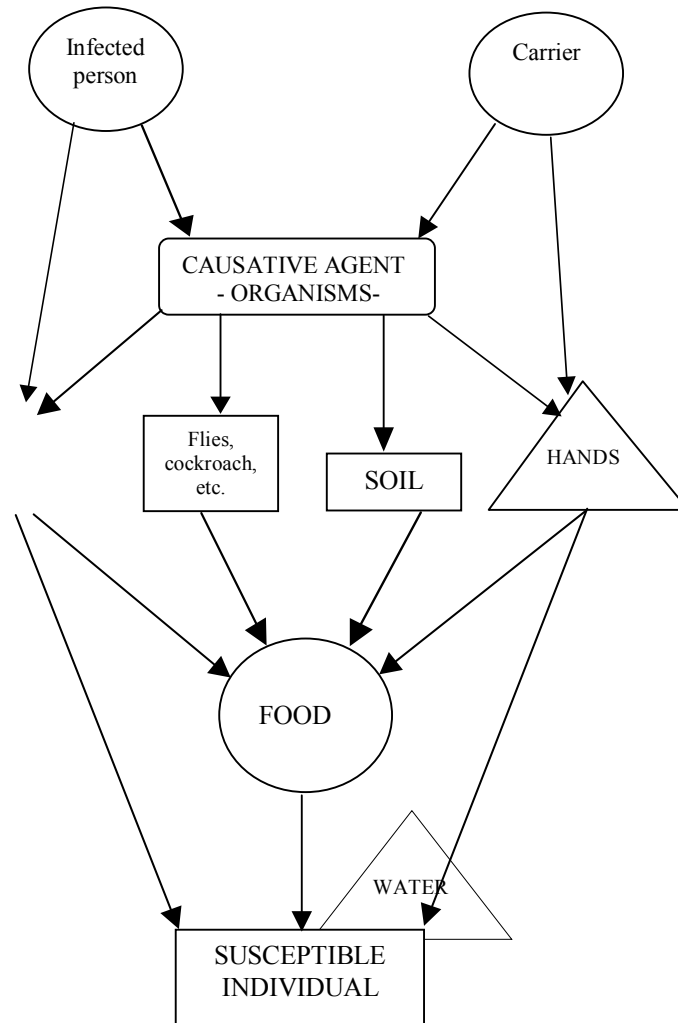 Infected
person
Carrier
CAUSATIVE AGENT
- ORGANISMS-
Flies,
cockroach,
etc.
SOIL
HANDS
FOOD
WATER
SUSCEPTIBLE
INDIVIDUAL